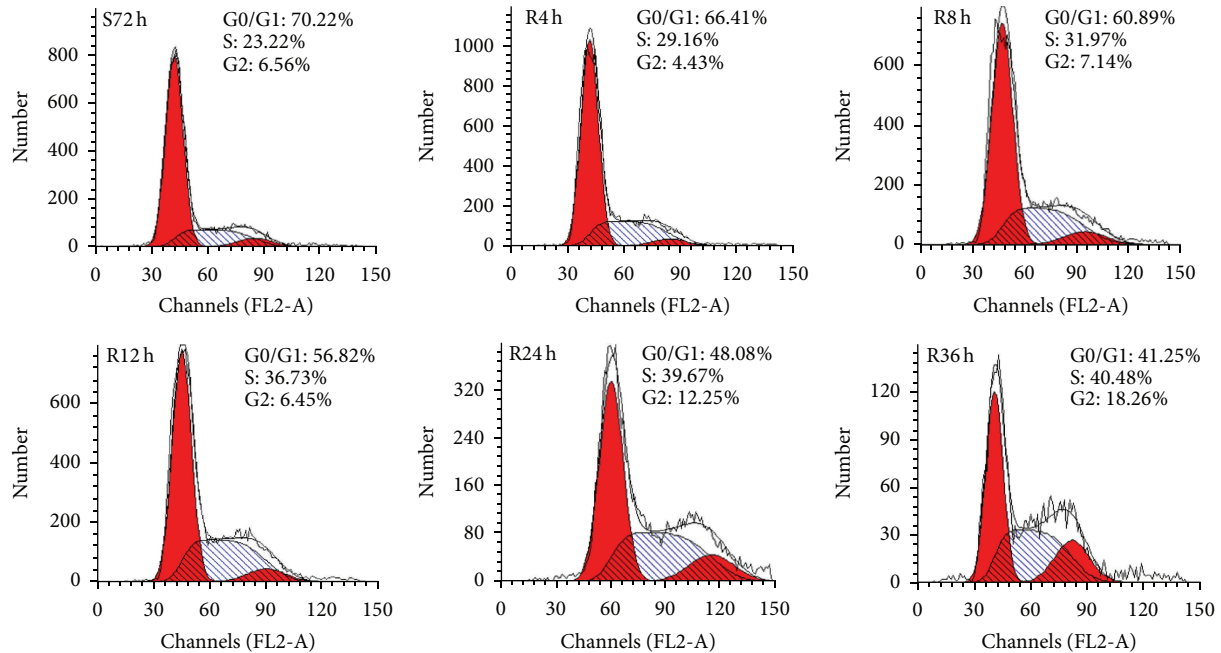 S72 h
G0/G1: 70.22%
S: 23.22%
G2: 6.56%
800
600
400
200
0
Number
0 30 60 90 120 150
Channels (FL2-A)
R4 h
G0/G1: 66.41%
S: 29.16%
G2: 4.43%
1000
800
600
400
200
0
Number
0 30 60 90 120 150
Channels (FL2-A)
R8 h
G0/G1: 60.89%
S: 31.97%
G2: 7.14%
600
400
200
0
Number
0 30 60 90 120 150
Channels (FL2-A)
R12 h
G0/G1: 56.82%
S: 36.73%
G2: 6.45%
600
400
200
0
Number
0 30 60 90 120 150
Channels (FL2-A)
R24 h
G0/G1: 48.08%
S: 39.67%
G2: 12.25%
320
240
160
80
0
Number
0 30 60 90 120 150
Channels (FL2-A)
R36 h
G0/G1: 41.25%
S: 40.48%
G2: 18.26%
120
90
60
30
0
Number
0 30 60 90 120 150
Channels (FL2-A)